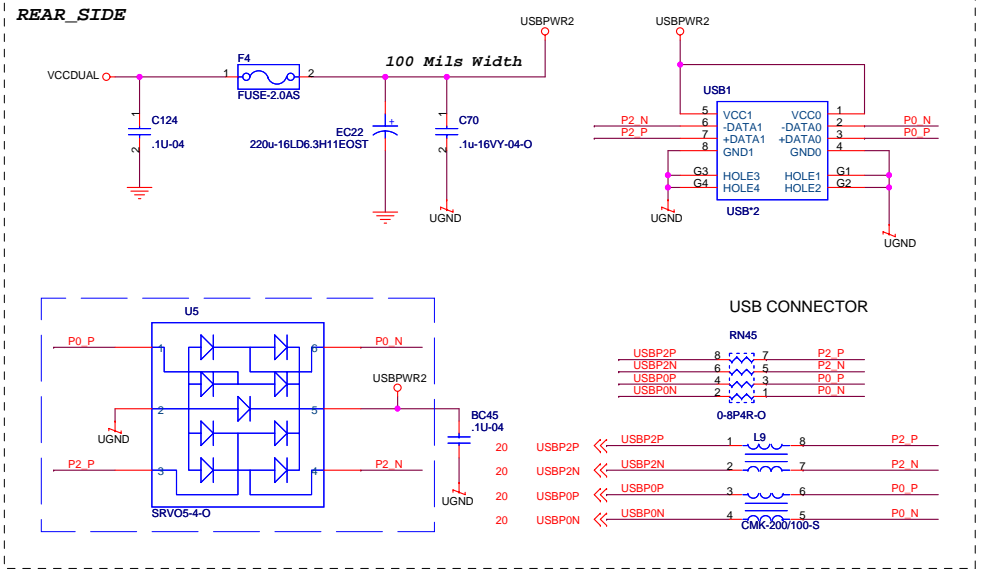 REAR_SIDE
USBPWR2
USBPWR2
F4
100 Mils Width
VCCDUAL
1
2
FUSE-2.0AS
USB1
1
C124
2
.1U-04
EC22
220u-16LD6.3H11EOST
+
1
C70
2
.1u-16VY-04-O
UGND
P2_N
P2_P
5
6
7
8
VCC1
-DATA1
+DATA1
GND1
VCC0
-DATA0
+DATA0
GND0
1
2
3
4
P0_N
P0_P
G3
G4
HOLE3
HOLE4
HOLE1
HOLE2
G1
G2
USB*2
UGND
UGND
U5
P0_P
1
6
P0_N
USBPWR2
2
5
UGND
BC45
.1U-04
P2_P
3
4
P2_N
UGND
SRVO5-4-O
USB CONNECTOR
RN45
USBP2P 8 7 P2_P
USBP2N 6 5 P2_N
USBP0P 4 3 P0_P
USBP0N 2 1 P0_N
0-8P4R-O
L9
20 USBP2P USBP2P 1 8 P2_P
20 USBP2N USBP2N 2 7 P2_N
20 USBP0P USBP0P 3 6 P0_P
20 USBP0N USBP0N 4 5 P0_N
CMK-200/100-S